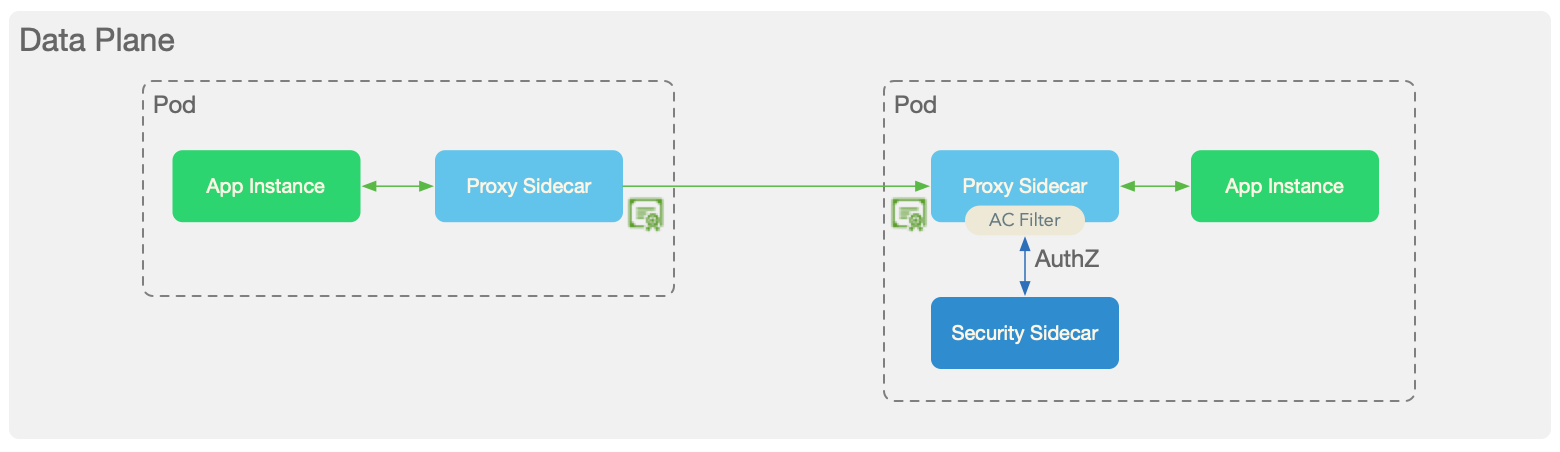 Data Plane
Pod
App Instance
Proxy Sidecar
Pod
Proxy Sidecar
App Instance
AC Filter
AuthZ
Security Sidecar